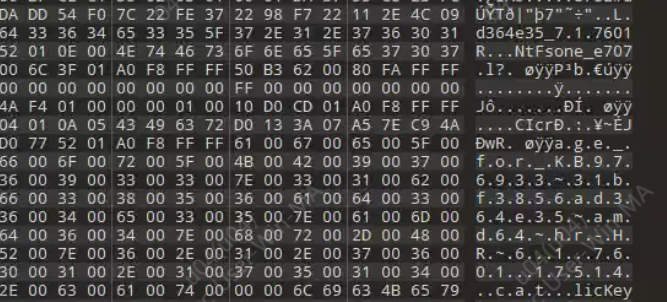 DA DD 54 F0 7C 22 FE 37 22 98 F7 22 11 2E 4C 09 ÚÝTð|"þ7"˜÷"..L.
64 33 36 34 65 33 35 5F 37 2E 31 2E 37 36 30 31 d364e35_7.1.7601
52 01 0E 00 4E 74 46 73 6F 6E 65 5F 65 37 30 37 R...NtFsone_e707
00 6C 3F 01 A0 F8 FF FF 50 B3 62 00 80 FA FF FF .l?. øÿÿP³b.€úÿÿ
00 00 00 00 00 00 00 00 FF 00 00 00 00 00 00 00 ........ÿ.......
4A F4 01 00 00 00 01 00 10 D0 CD 01 A0 F8 FF FF Jô.......ÐÍ. øÿÿ
04 01 0A 05 43 49 63 72 D0 13 3A 07 A5 7E C9 4A ....CIcrÐ.:.¥~ÉJ
D0 77 52 01 A0 F8 FF FF 61 00 67 00 65 00 5F 00 ÐwR. øÿÿa.g.e._.
66 00 6F 00 72 00 5F 00 4B 00 42 00 39 00 37 00 f.o.r._.K.B.9.7.
36 00 39 00 33 00 33 00 7E 00 33 00 31 00 62 00 6.9.3.3.~.3.1.b.
66 00 33 00 38 00 35 00 36 00 61 00 64 00 33 00 f.3.8.5.6.a.d.3.
36 00 34 00 65 00 33 00 35 00 7E 00 61 00 6D 00 6.4.e.3.5.~.a.m.
64 00 36 00 34 00 7E 00 68 00 72 00 2D 00 48 00 d.6.4.~.h.r.-.H.
52 00 7E 00 36 00 2E 00 31 00 2E 00 37 00 36 00 R.~.6...1...7.6.
30 00 31 00 2E 00 31 00 37 00 35 00 31 00 34 00 0.1...1.7.5.1.4.
2E 00 63 00 61 00 74 00 00 00 6C 69 63 4B 65 79 ..c.a.t...licKey